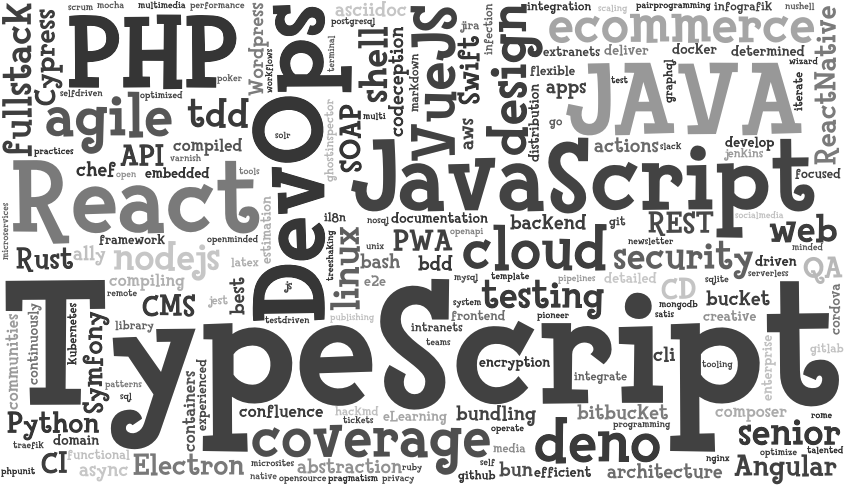 scrum
mocha
multimedia
performance
asciidoc
integration
scaling
pairprogramming
infografik
nushell
fullstack
Cypress
PHP
Wordpress
workflows
DevOps
postgresql
terminal
shell
codeception
markdown
VueJS
jira
Swift
infection
design
ecommerce
extranets
deliver
docker
determined
wizard
ReactNative
poker
selfdriven
optimized
agile
tdd
solr
ghostinspector
SOAP
multi
aws
distribution
flexible
apps
go
JAVA
test
graphql
iterate
practices
API
compiled
varnish
chef
open
embedded
tools
React
JavaScript
actions
slack
develop
jenkins
focused
microservices
framework
openminded
estimation
i18n
treeshaking
nosql
documentation
openapi
backend
git
REST
socialmedia
web
minded
Rust
ally
nodejs
latex
linux
unix
PWA
bash
bdd
cloud
newsletter
security
driven
serverless
QA
compiling
remote
CMS
jest
best
js
e2e
mysql
template
pipelines
detailed
CD
sqlite
mongodb
bucket
cordova
testdriven
publishing
system
testing
frontend
pioneer
satis
creative
communities
continuously
Kubernetes
Symfony
library
TypeScript
intranets
teams
encryption
integrate
cli
tooling
enterprise
gitlab
patterns
sql
containers
experienced
Python
traefik
domain
confluence
hackmd
tickets
eLearning
bundling
operate
bitbucket
programming
composer
rome
phpunit
CI
functional
async
Electron
coverage
microsites
native
abstraction
opensource
pragmatism
ruby
privacy
media
self
github
bun
efficient
deno
architecture
nginx
senior
optimize
talented
Angular